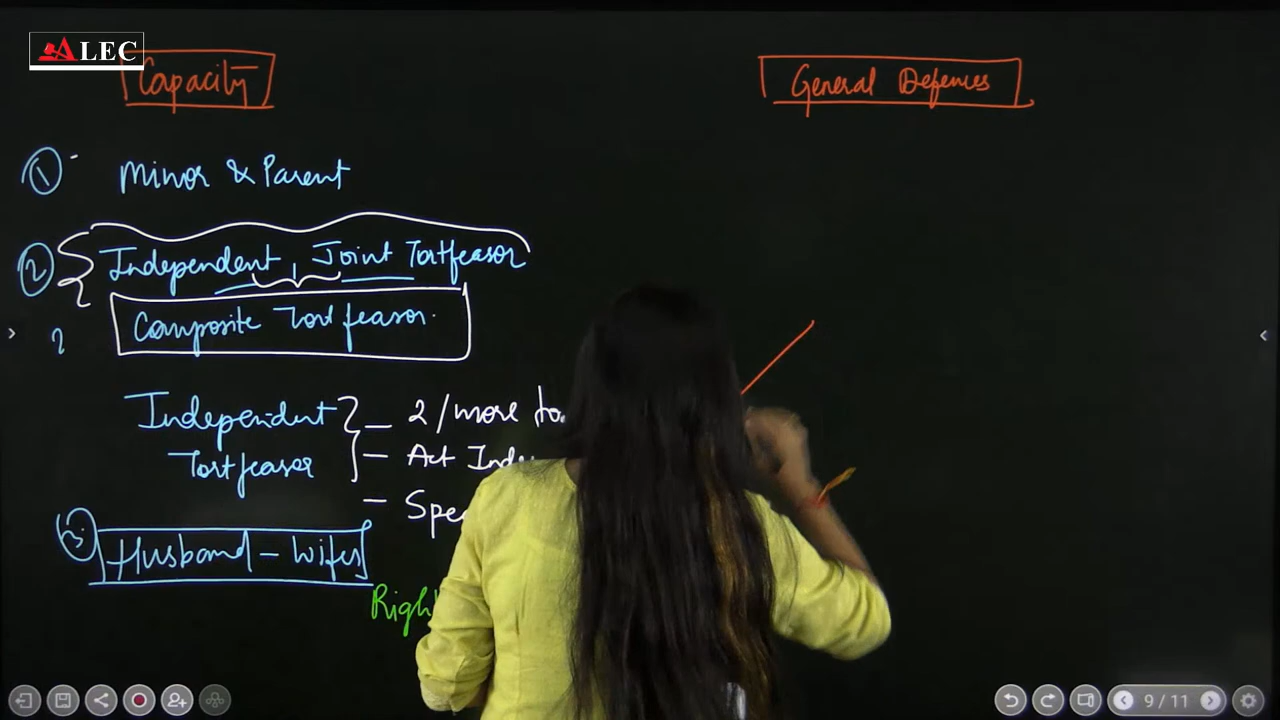 ALEC
Capacity
General Defences
① Minor & Parent
② Independent, Joint Tortfeasor
Composite Tortfeasor.
Independent
Tortfeasor
— 2/more
— Act
—
③ Husband - Wife
9/11